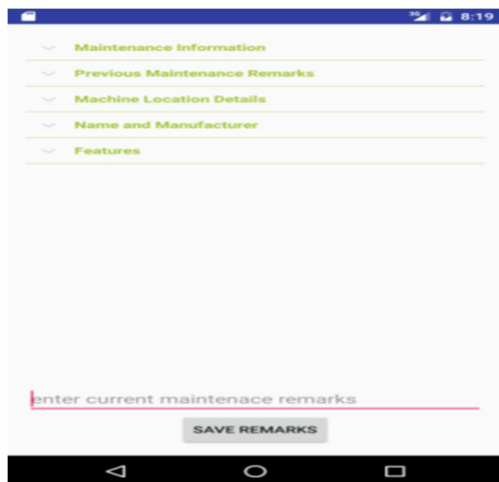 3G 8:19
Maintenance Information
Previous Maintenance Remarks
Machine Location Details
Name and Manufacturer
Features
enter current maintenace remarks
SAVE REMARKS